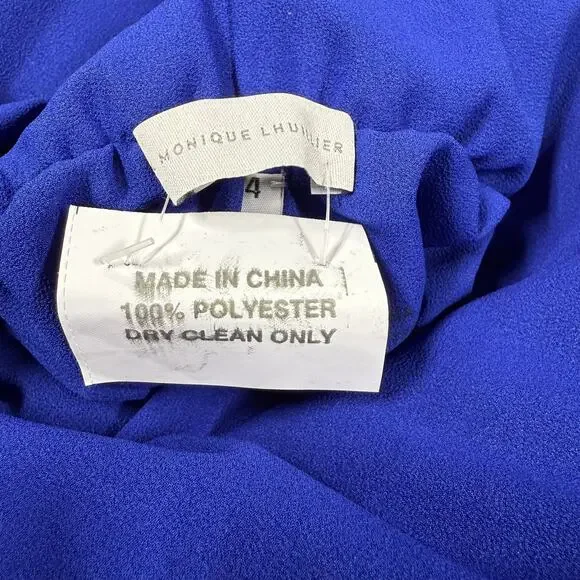 MONIQUE LHUILLIER
4
MADE IN CHINA
100% POLYESTER
DRY CLEAN ONLY